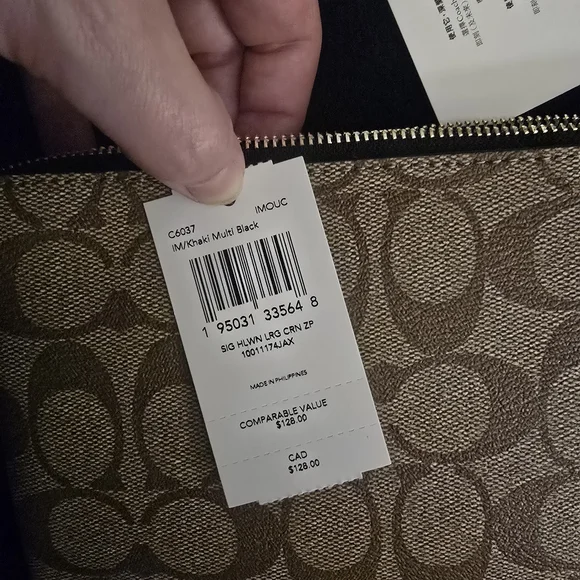 C6037 IMOUC
IM/Khaki Multi Black
1 95031 33564 8
SIG HLWN LRG CRN ZP
10011174JAX
MADE IN PHILIPPINES
COMPARABLE VALUE
$128.00
CAD
$128.00